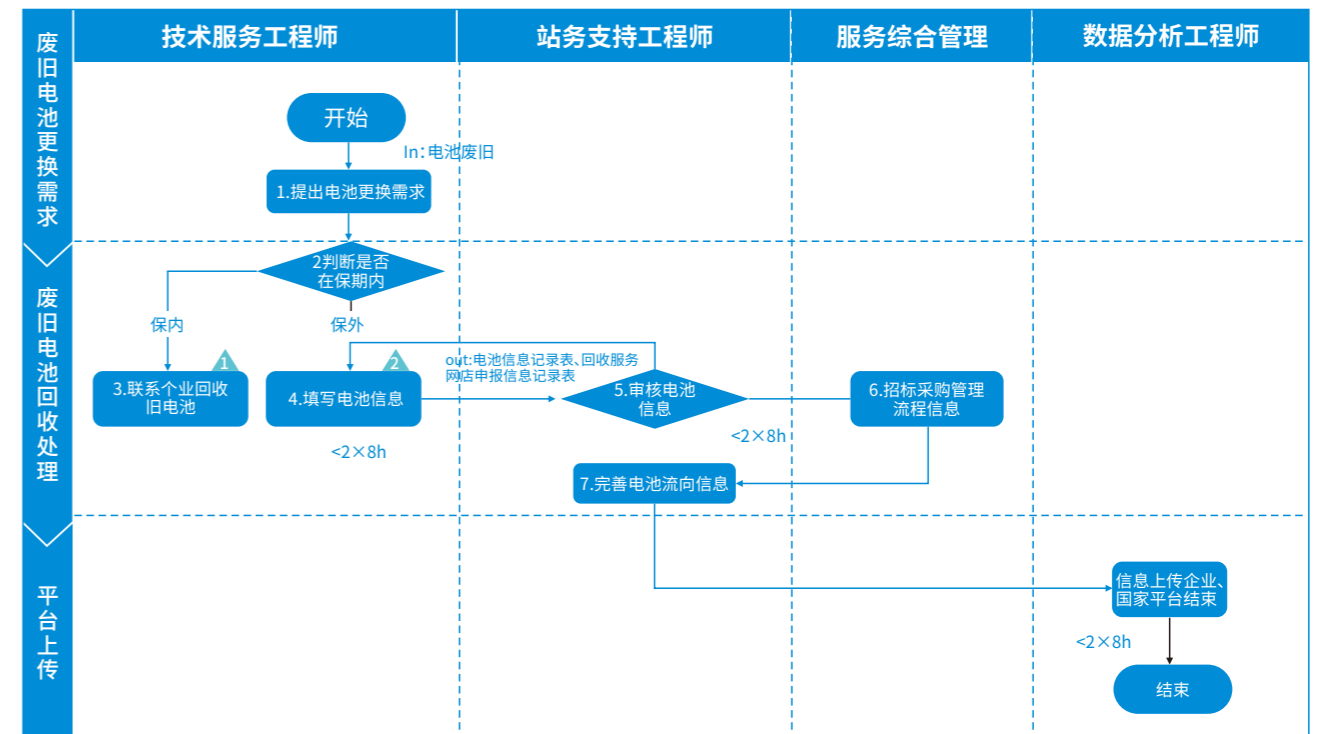 技术服务工程师
站务支持工程师
服务综合管理
数据分析工程师
废旧电池更换需求
开始
In:电池废旧
1.提出电池更换需求
废旧电池回收处理
2判断是否
在保期内
保内
保外
1
3.联系个业回收
旧电池
2
4.填写电池信息
<2×8h
out:电池信息记录表、回收服务
网店申报信息记录表
5.审核电池
信息
<2×8h
6.招标采购管理
流程信息
7.完善电池流向信息
平台上传
信息上传企业、
国家平台结束
<2×8h
结束